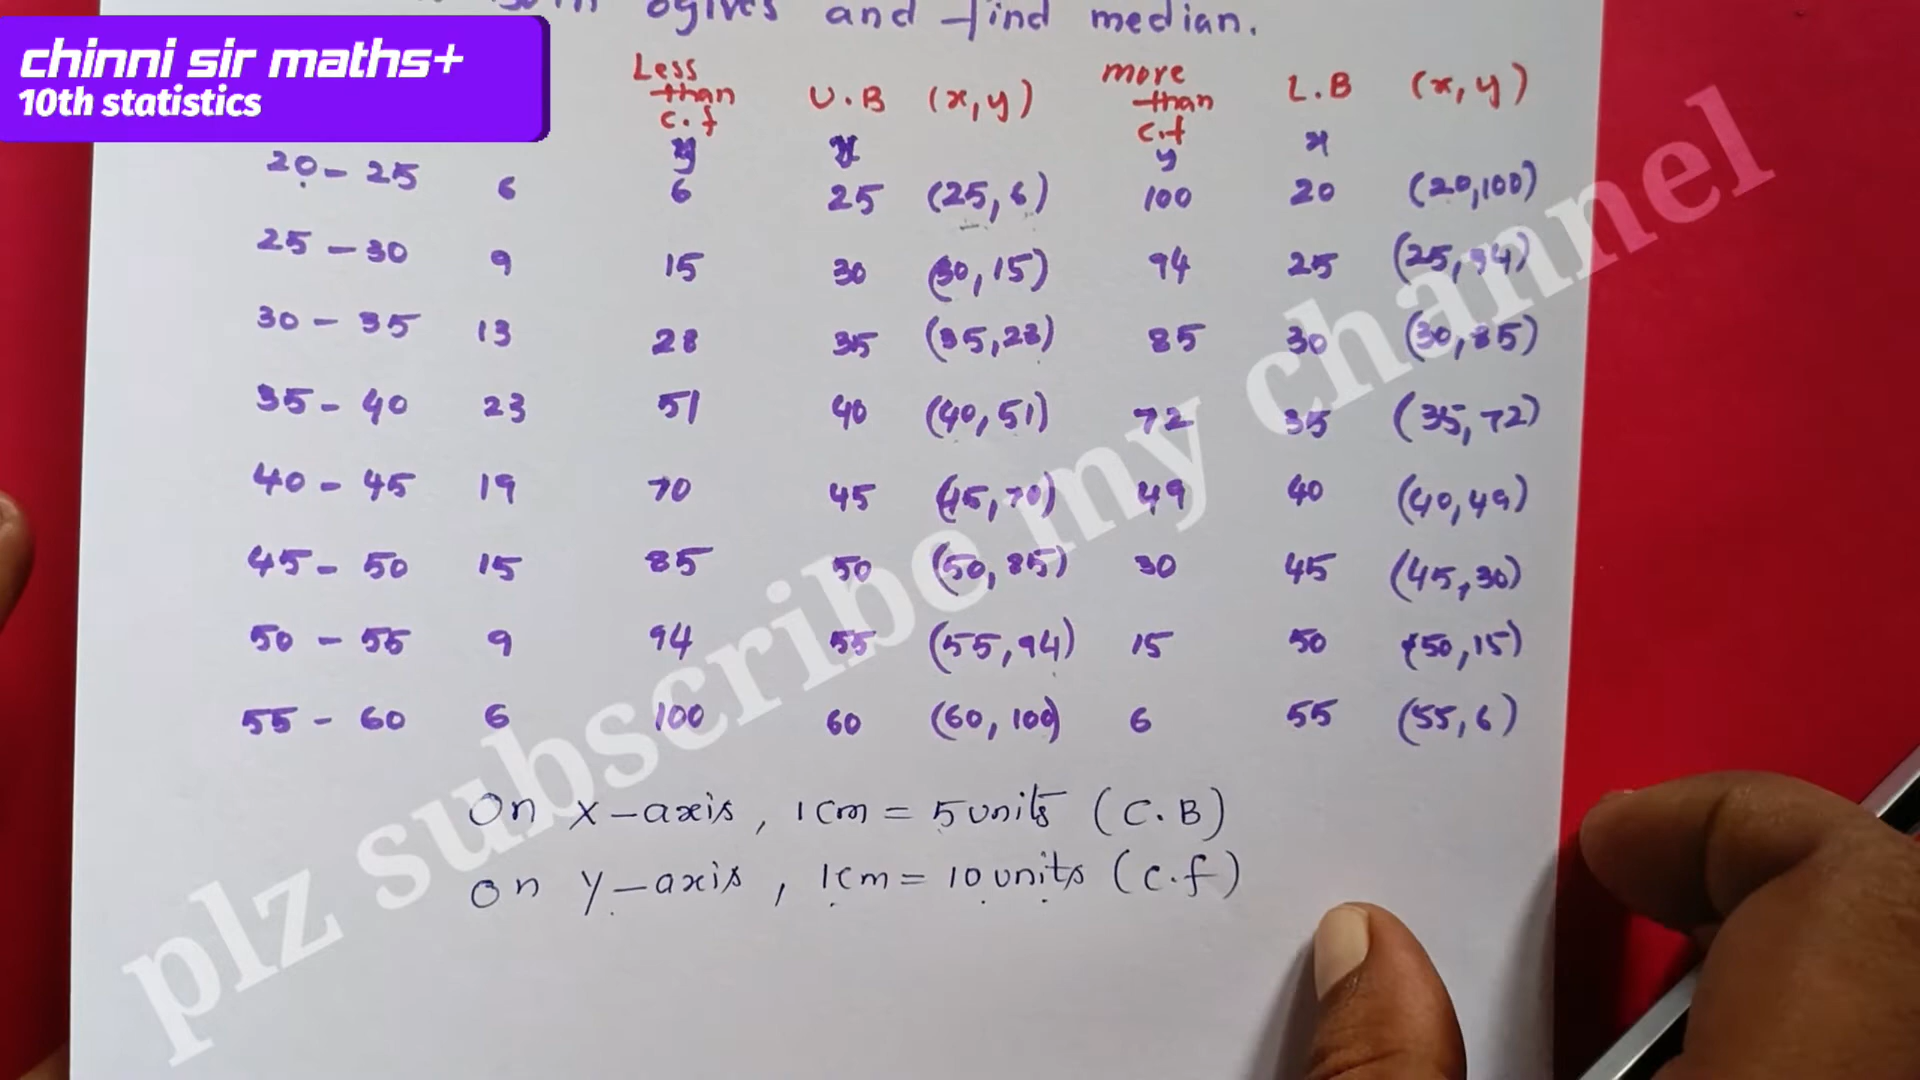 ogives and find median.
chinni sir maths+
10th statistics
Less than c.f U.B (x,y) more than c.f L.B (x,y)
y x y x
20 - 25 6 6 25 (25,6) 100 20 (20,100)
25 - 30 9 15 30 (30,15) 94 25 (25,94)
30 - 35 13 28 35 (35,28) 85 30 (30,85)
35 - 40 23 51 40 (40,51) 72 35 (35,72)
40 - 45 19 70 45 (45,70) 49 40 (40,49)
45 - 50 15 85 50 (50,85) 30 45 (45,30)
50 - 55 9 94 55 (55,94) 15 50 (50,15)
55 - 60 6 100 60 (60,100) 6 55 (55,6)
On X-axis, 1cm = 5 units (C.B)
On Y-axis, 1cm = 10 units (c.f)
plz subscribe my channel